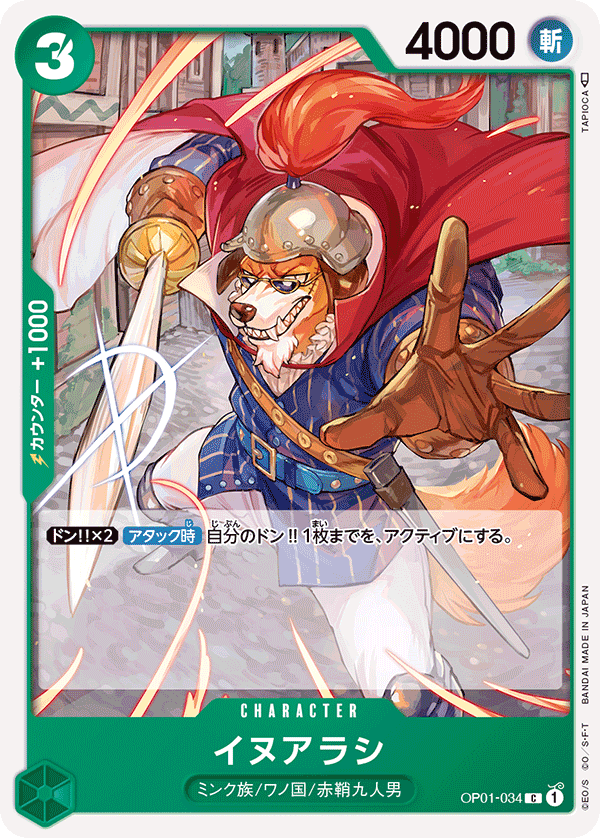 3
4000 斬
TAPIOCA
カウンター +1000
ドン!!×2 アタック時 自分のドン!!1枚までを、アクティブにする。
CHARACTER
イヌアラシ
ミンク族/ワノ国/赤鞘九人男
OP01-034 C 1
©EO/S ©O/S・F・T BANDAI MADE IN JAPAN